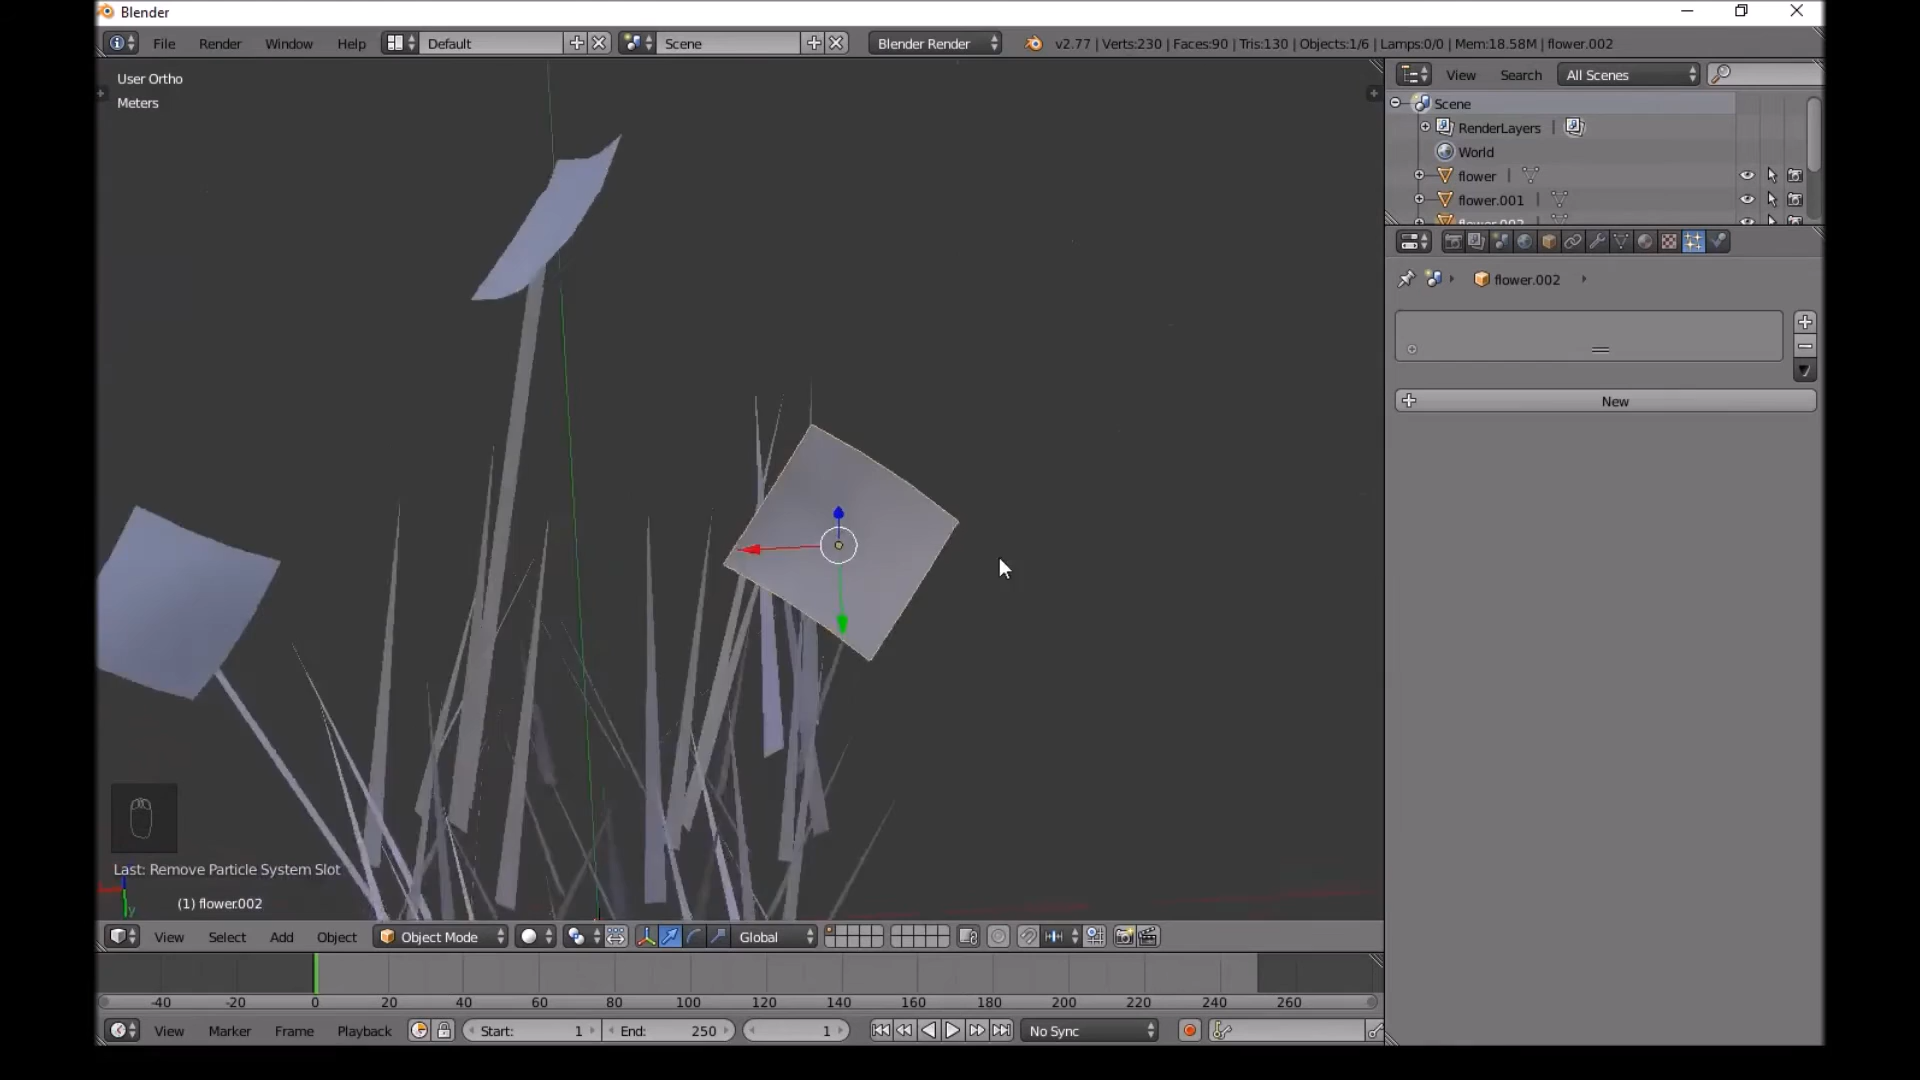 Blender
File Render Window Help Default Scene Blender Render v2.77 | Verts:230 | Faces:90 | Tris:130 | Objects:1/6 | Lamps:0/0 | Mem:18.58M | flower.002
User Ortho
Meters
View Search All Scenes
Scene
RenderLayers |
World
flower |
flower.001 |
flower.002 |
flower.002
New
Last: Remove Particle System Slot
y
(1) flower.002
View Select Add Object Object Mode Global
-40 -20 0 20 40 60 80 100 120 140 160 180 200 220 240 260
View Marker Frame Playback Start: 1 End: 250 1 No Sync